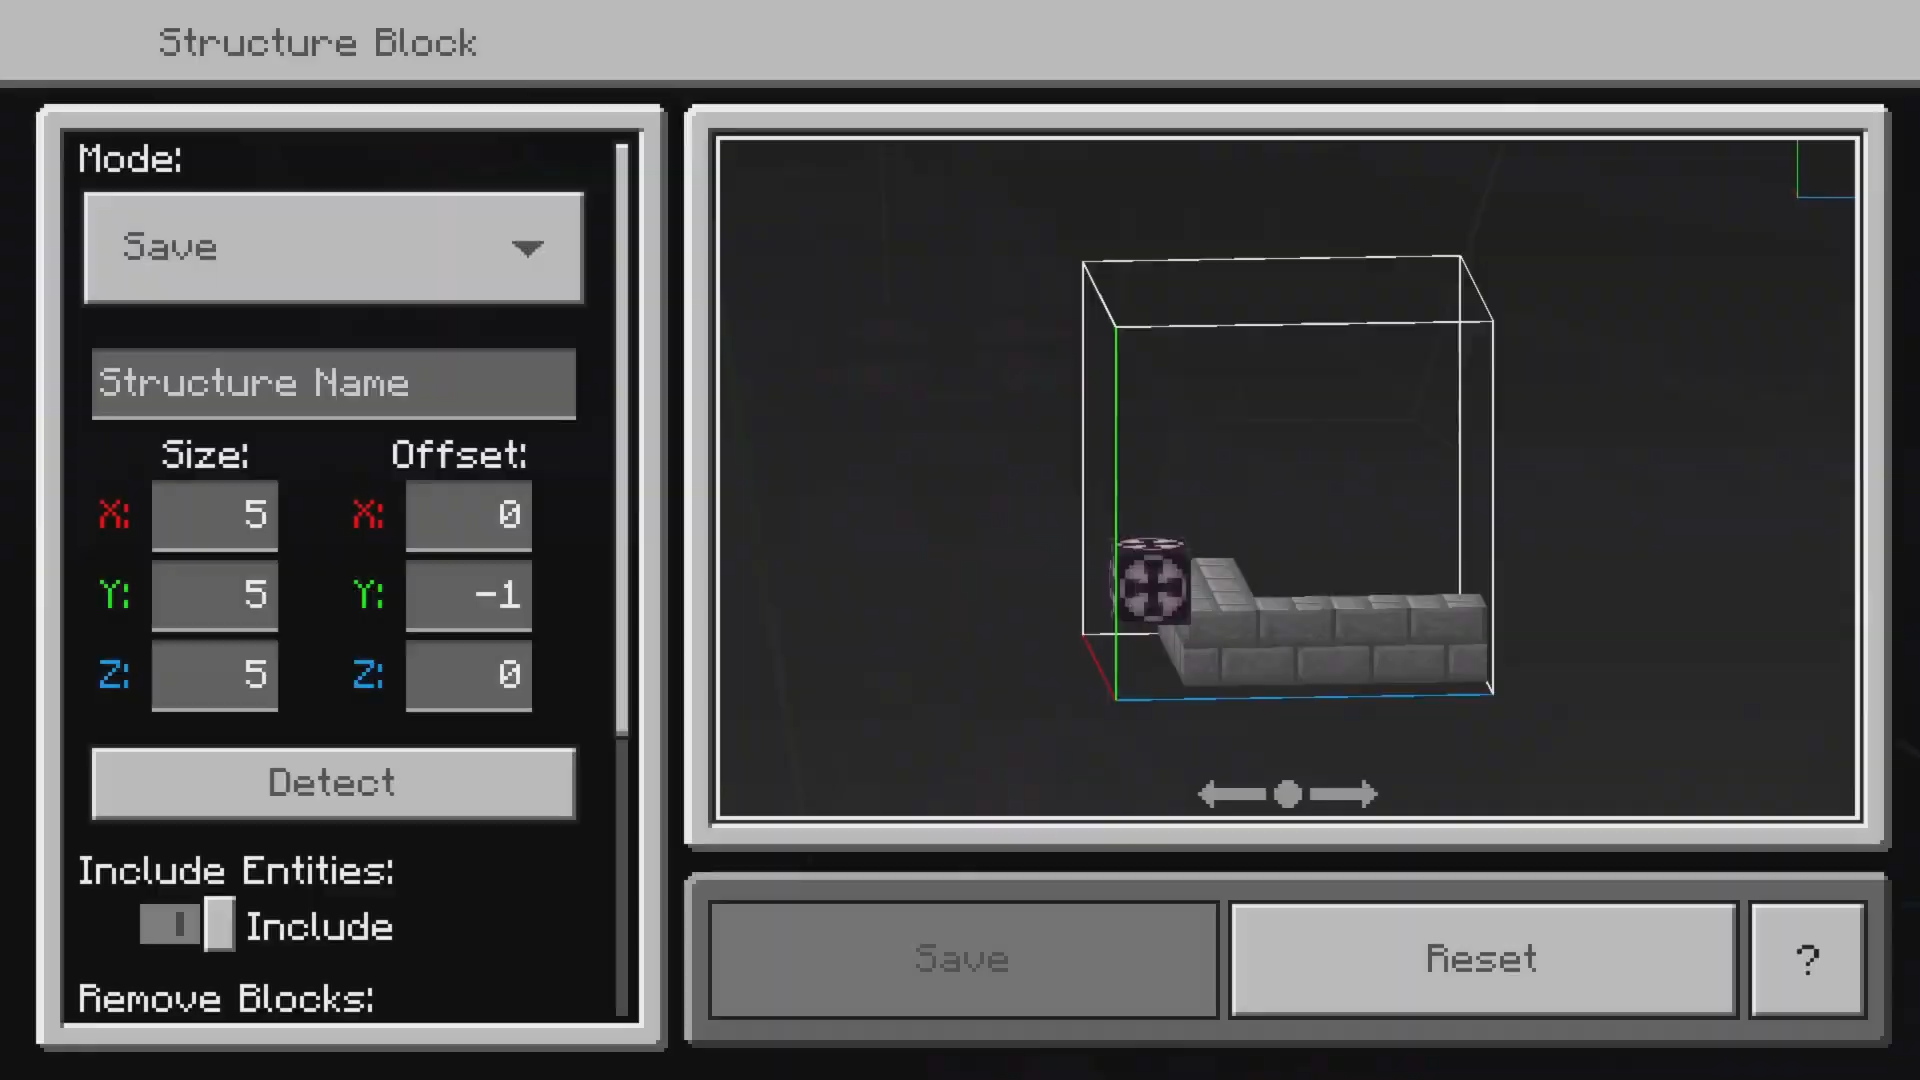 Structure Block
Mode:
Save
Structure Name
Size: Offset:
X: 5 X: 0
Y: 5 Y: -1
Z: 5 Z: 0
Detect
Include Entities:
Include
Remove Blocks:
Save Reset ?